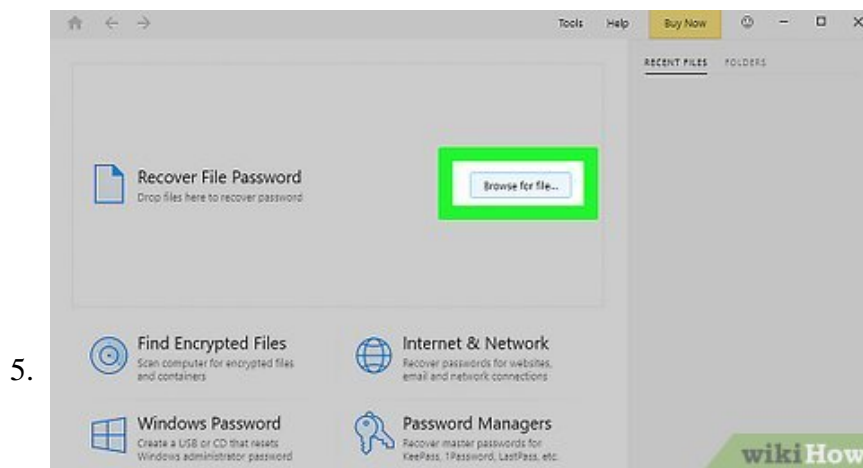 Tools Help Buy Now
RECENT FILES FOLDERS
Recover File Password
Drop files here to recover password
Browse for file...
5.
Find Encrypted Files
Scan computer for encrypted files
and containers
Internet & Network
Recover passwords for websites,
email and network connections
Windows Password
Create a USB or CD that resets
Windows administrator password
Password Managers
Recover master passwords for
KeePass, 1Password, LastPass, etc.
wikiHow